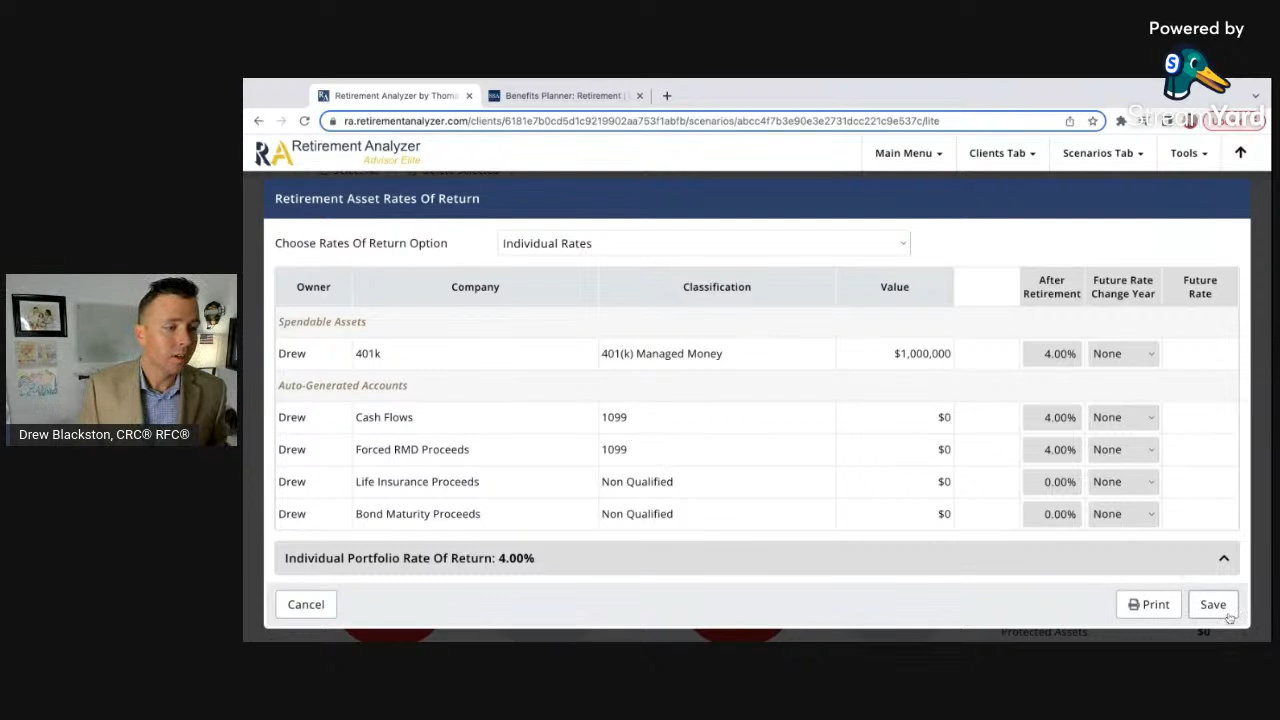 Powered by
S
StreamYard
Retirement Analyzer by Thoma
Benefits Planner: Retirement |
ra.retirementanalyzer.com/clients/6181e7b0cd5d1c9219902aa753f1abfb/scenarios/abcc4f7b3e90e3e2731dcc221c9e537c/lite
RA Retirement Analyzer
Advisor Elite
Main Menu
Clients Tab
Scenarios Tab
Tools
Retirement Asset Rates Of Return
Choose Rates Of Return Option Individual Rates
Owner Company Classification Value After Retirement Future Rate Change Year Future Rate
Spendable Assets
Drew 401k 401(k) Managed Money $1,000,000 4.00% None
Auto-Generated Accounts
Drew Cash Flows 1099 $0 4.00% None
Drew Forced RMD Proceeds 1099 $0 4.00% None
Drew Life Insurance Proceeds Non Qualified $0 0.00% None
Drew Bond Maturity Proceeds Non Qualified $0 0.00% None
Individual Portfolio Rate Of Return: 4.00%
Cancel Print Save
Protected Assets $0
Drew Blackston, CRC® RFC®